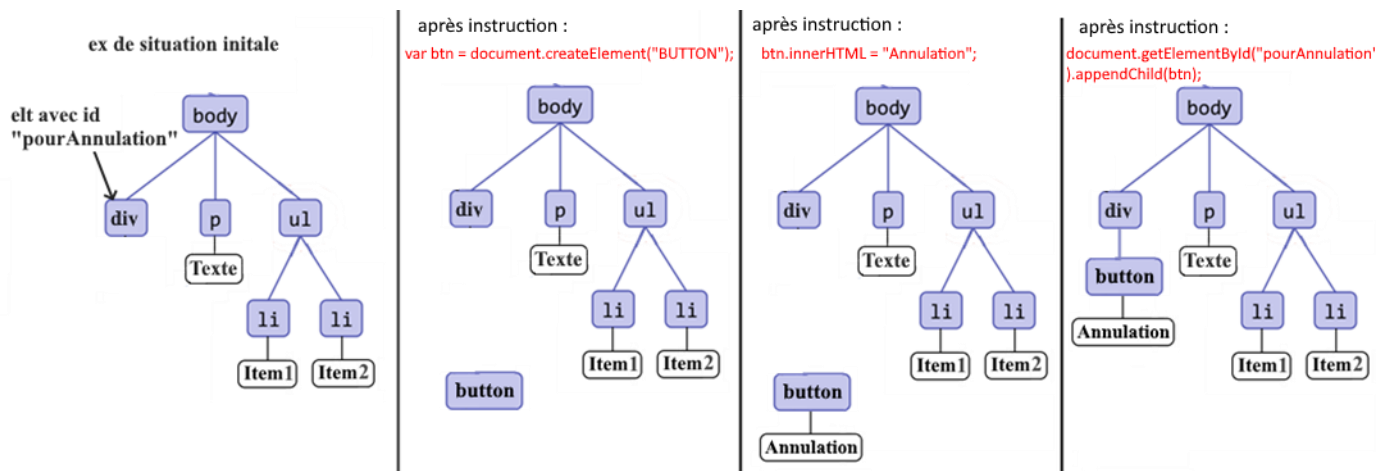 ex de situation initale
elt avec id
"pourAnnulation"
body
div
p
ul
Texte
li
li
Item1
Item2
après instruction :
var btn = document.createElement("BUTTON");
body
div
p
ul
Texte
li
li
Item1
Item2
button
après instruction :
btn.innerHTML = "Annulation";
body
div
p
ul
Texte
li
li
Item1
Item2
button
Annulation
après instruction :
document.getElementById("pourAnnulation"
).appendChild(btn);
body
div
p
ul
Texte
button
li
li
Annulation
Item1
Item2